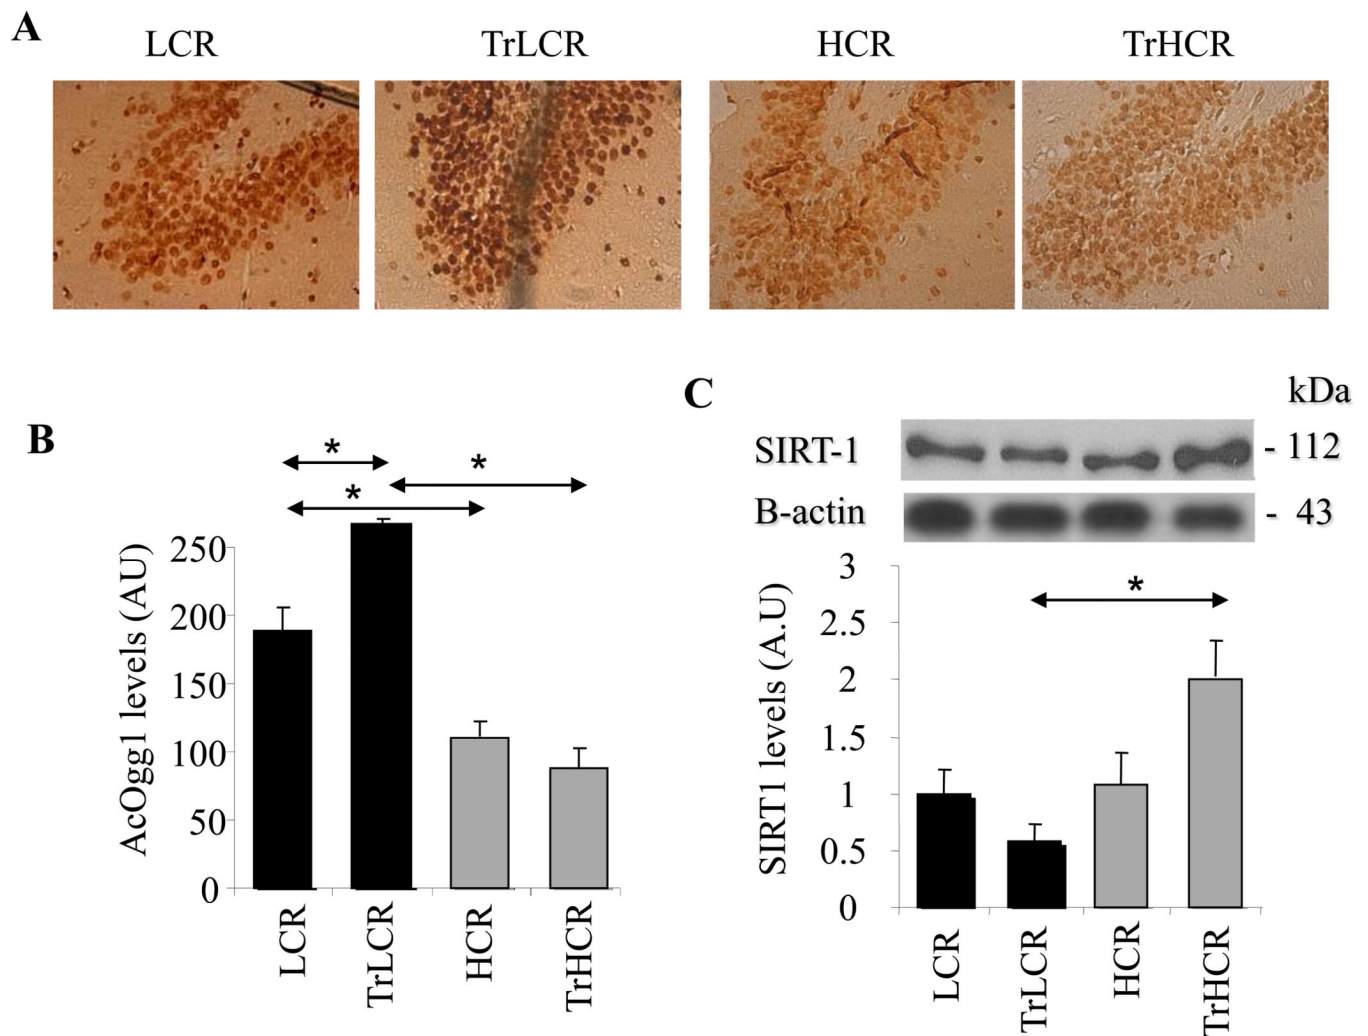 A
LCR TrLCR HCR TrHCR
B
* * *
AcOgg1 levels (AU)
250
200
150
100
50
0
LCR TrLCR HCR TrHCR
C
kDa
SIRT-1 - 112
B-actin - 43
*
SIRT1 levels (A.U)
3
2.5
2
1.5
1
0.5
0
LCR TrLCR HCR TrHCR